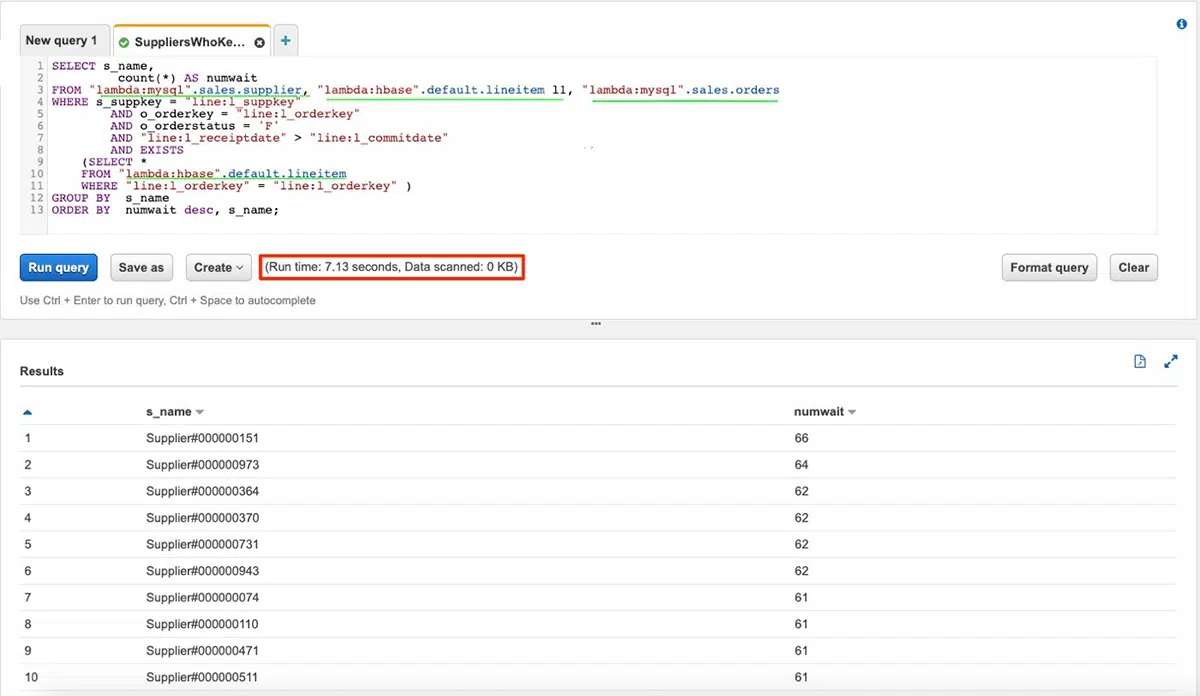 New query 1
SuppliersWhoKe...
+
1 SELECT s_name,
2 count(*) AS numwait
3 FROM "lambda:mysql".sales.supplier, "lambda:hbase".default.lineitem l1, "lambda:mysql".sales.orders
4 WHERE s_suppkey = "line:l_suppkey"
5 AND o_orderkey = "line:l_orderkey"
6 AND o_orderstatus = 'F'
7 AND "line:l_receiptdate" > "line:l_commitdate"
8 AND EXISTS
9 (SELECT *
10 FROM "lambda:hbase".default.lineitem
11 WHERE "line:l_orderkey" = "line:l_orderkey" )
12 GROUP BY s_name
13 ORDER BY numwait desc, s_name;
Run query Save as Create (Run time: 7.13 seconds, Data scanned: 0 KB) Format query Clear
Use Ctrl + Enter to run query, Ctrl + Space to autocomplete
Results
s_name numwait
1 Supplier#000000151 66
2 Supplier#000000973 64
3 Supplier#000000364 62
4 Supplier#000000370 62
5 Supplier#000000731 62
6 Supplier#000000943 62
7 Supplier#000000074 61
8 Supplier#000000110 61
9 Supplier#000000471 61
10 Supplier#000000511 61